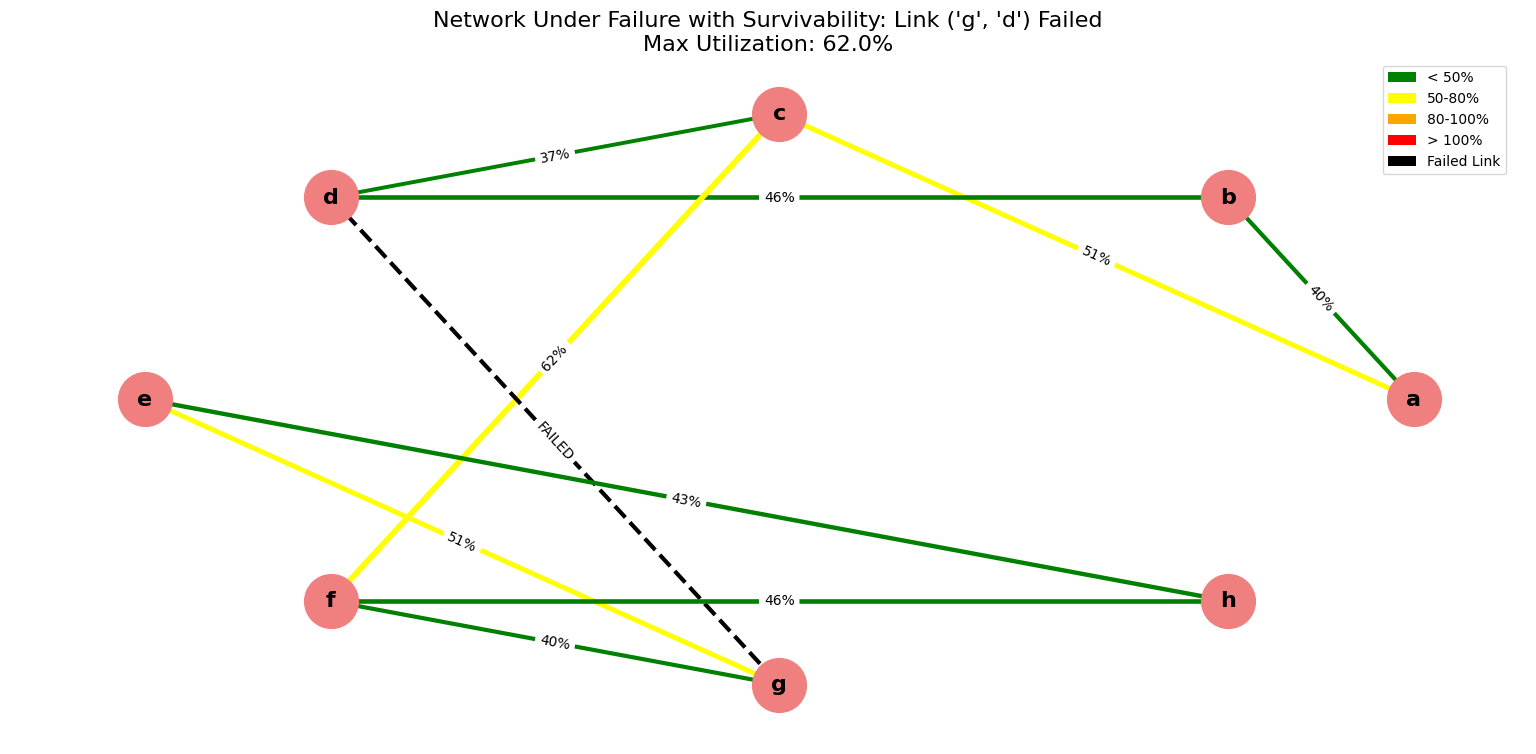 Network Under Failure with Survivability: Link ('g', 'd') Failed
Max Utilization: 62.0%
< 50%
50-80%
80-100%
> 100%
Failed Link
c
37%
d
46%
b
51%
40%
62%
e
a
FAILED
43%
51%
f
46%
h
40%
g